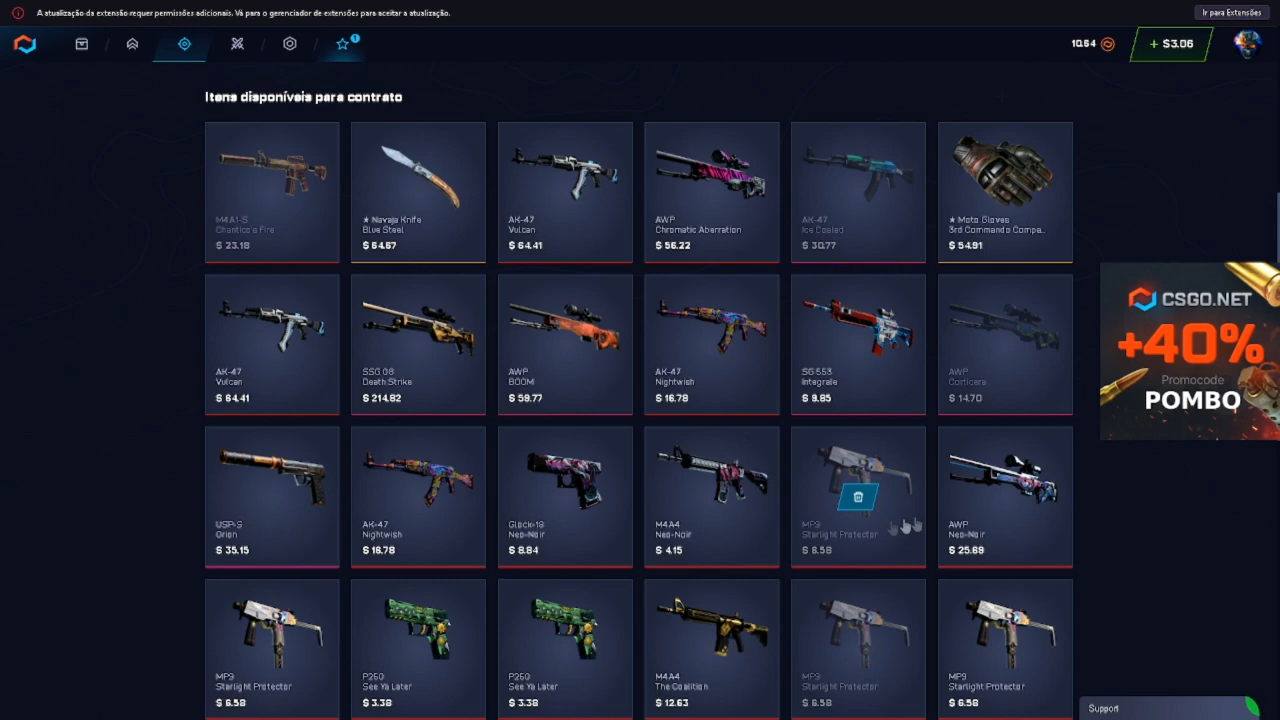 A atualização da extensão requer permissões adicionais. Vá para o gerenciador de extensões para aceitar a atualização.
Ir para Extensões
1
10.64
+ $3.06
Itens disponíveis para contrato
M4A1-S
Chantico's Fire
$ 23.18
★ Navaja Knife
Blue Steel
$ 64.67
AK-47
Vulcan
$ 64.41
AWP
Chromatic Aberration
$ 56.22
AK-47
Ice Coaled
$ 30.77
★ Moto Gloves
3rd Commando Compa..
$ 54.91
AK-47
Vulcan
$ 64.41
SSG 08
Death Strike
$ 214.82
AWP
BOOM
$ 59.77
AK-47
Nightwish
$ 16.78
SG 553
Integrale
$ 9.85
AWP
Corticera
$ 14.70
USP-S
Orion
$ 35.15
AK-47
Nightwish
$ 16.78
Glock-18
Neo-Noir
$ 8.84
M4A4
Neo-Noir
$ 4.15
MP9
Starlight Protector
$ 6.58
AWP
Neo-Noir
$ 25.69
MP9
Starlight Protector
$ 6.58
P250
See Ya Later
$ 3.38
P250
See Ya Later
$ 3.38
M4A4
The Coalition
$ 12.63
MP9
Starlight Protector
$ 6.58
MP9
Starlight Protector
$ 6.58
CSGO.NET
+40%
Promocode
POMBO
Support